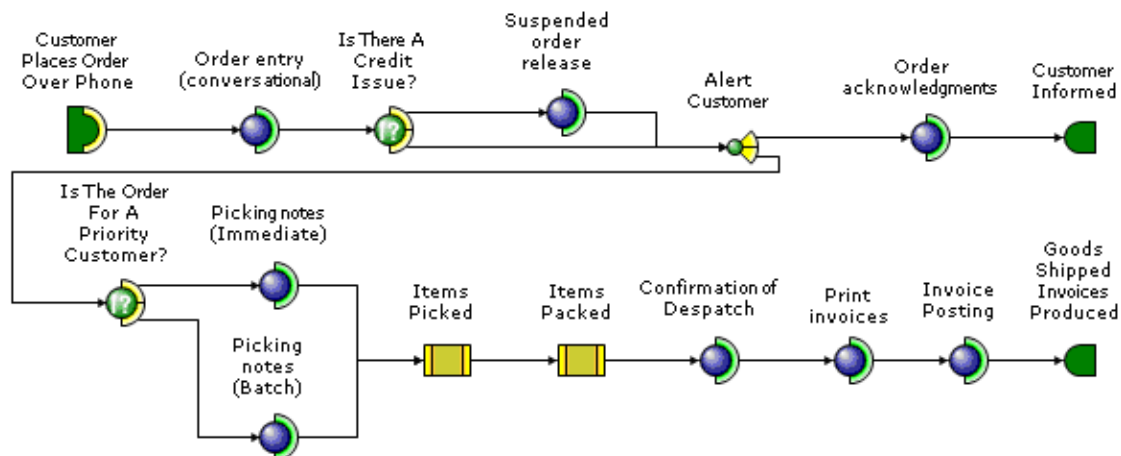 Customer
Places Order
Over Phone
Order entry
(conversational)
Is There A
Credit
Issue?
Suspended
order
release
Alert
Customer
Order
acknowledgments
Customer
Informed
!?
Is The Order
For A
Priority
Customer?
Picking notes
(Immediate)
!?
Picking
notes
(Batch)
Items
Picked
Items
Packed
Confirmation of
Despatch
Print
invoices
Invoice
Posting
Goods
Shipped
Invoices
Produced